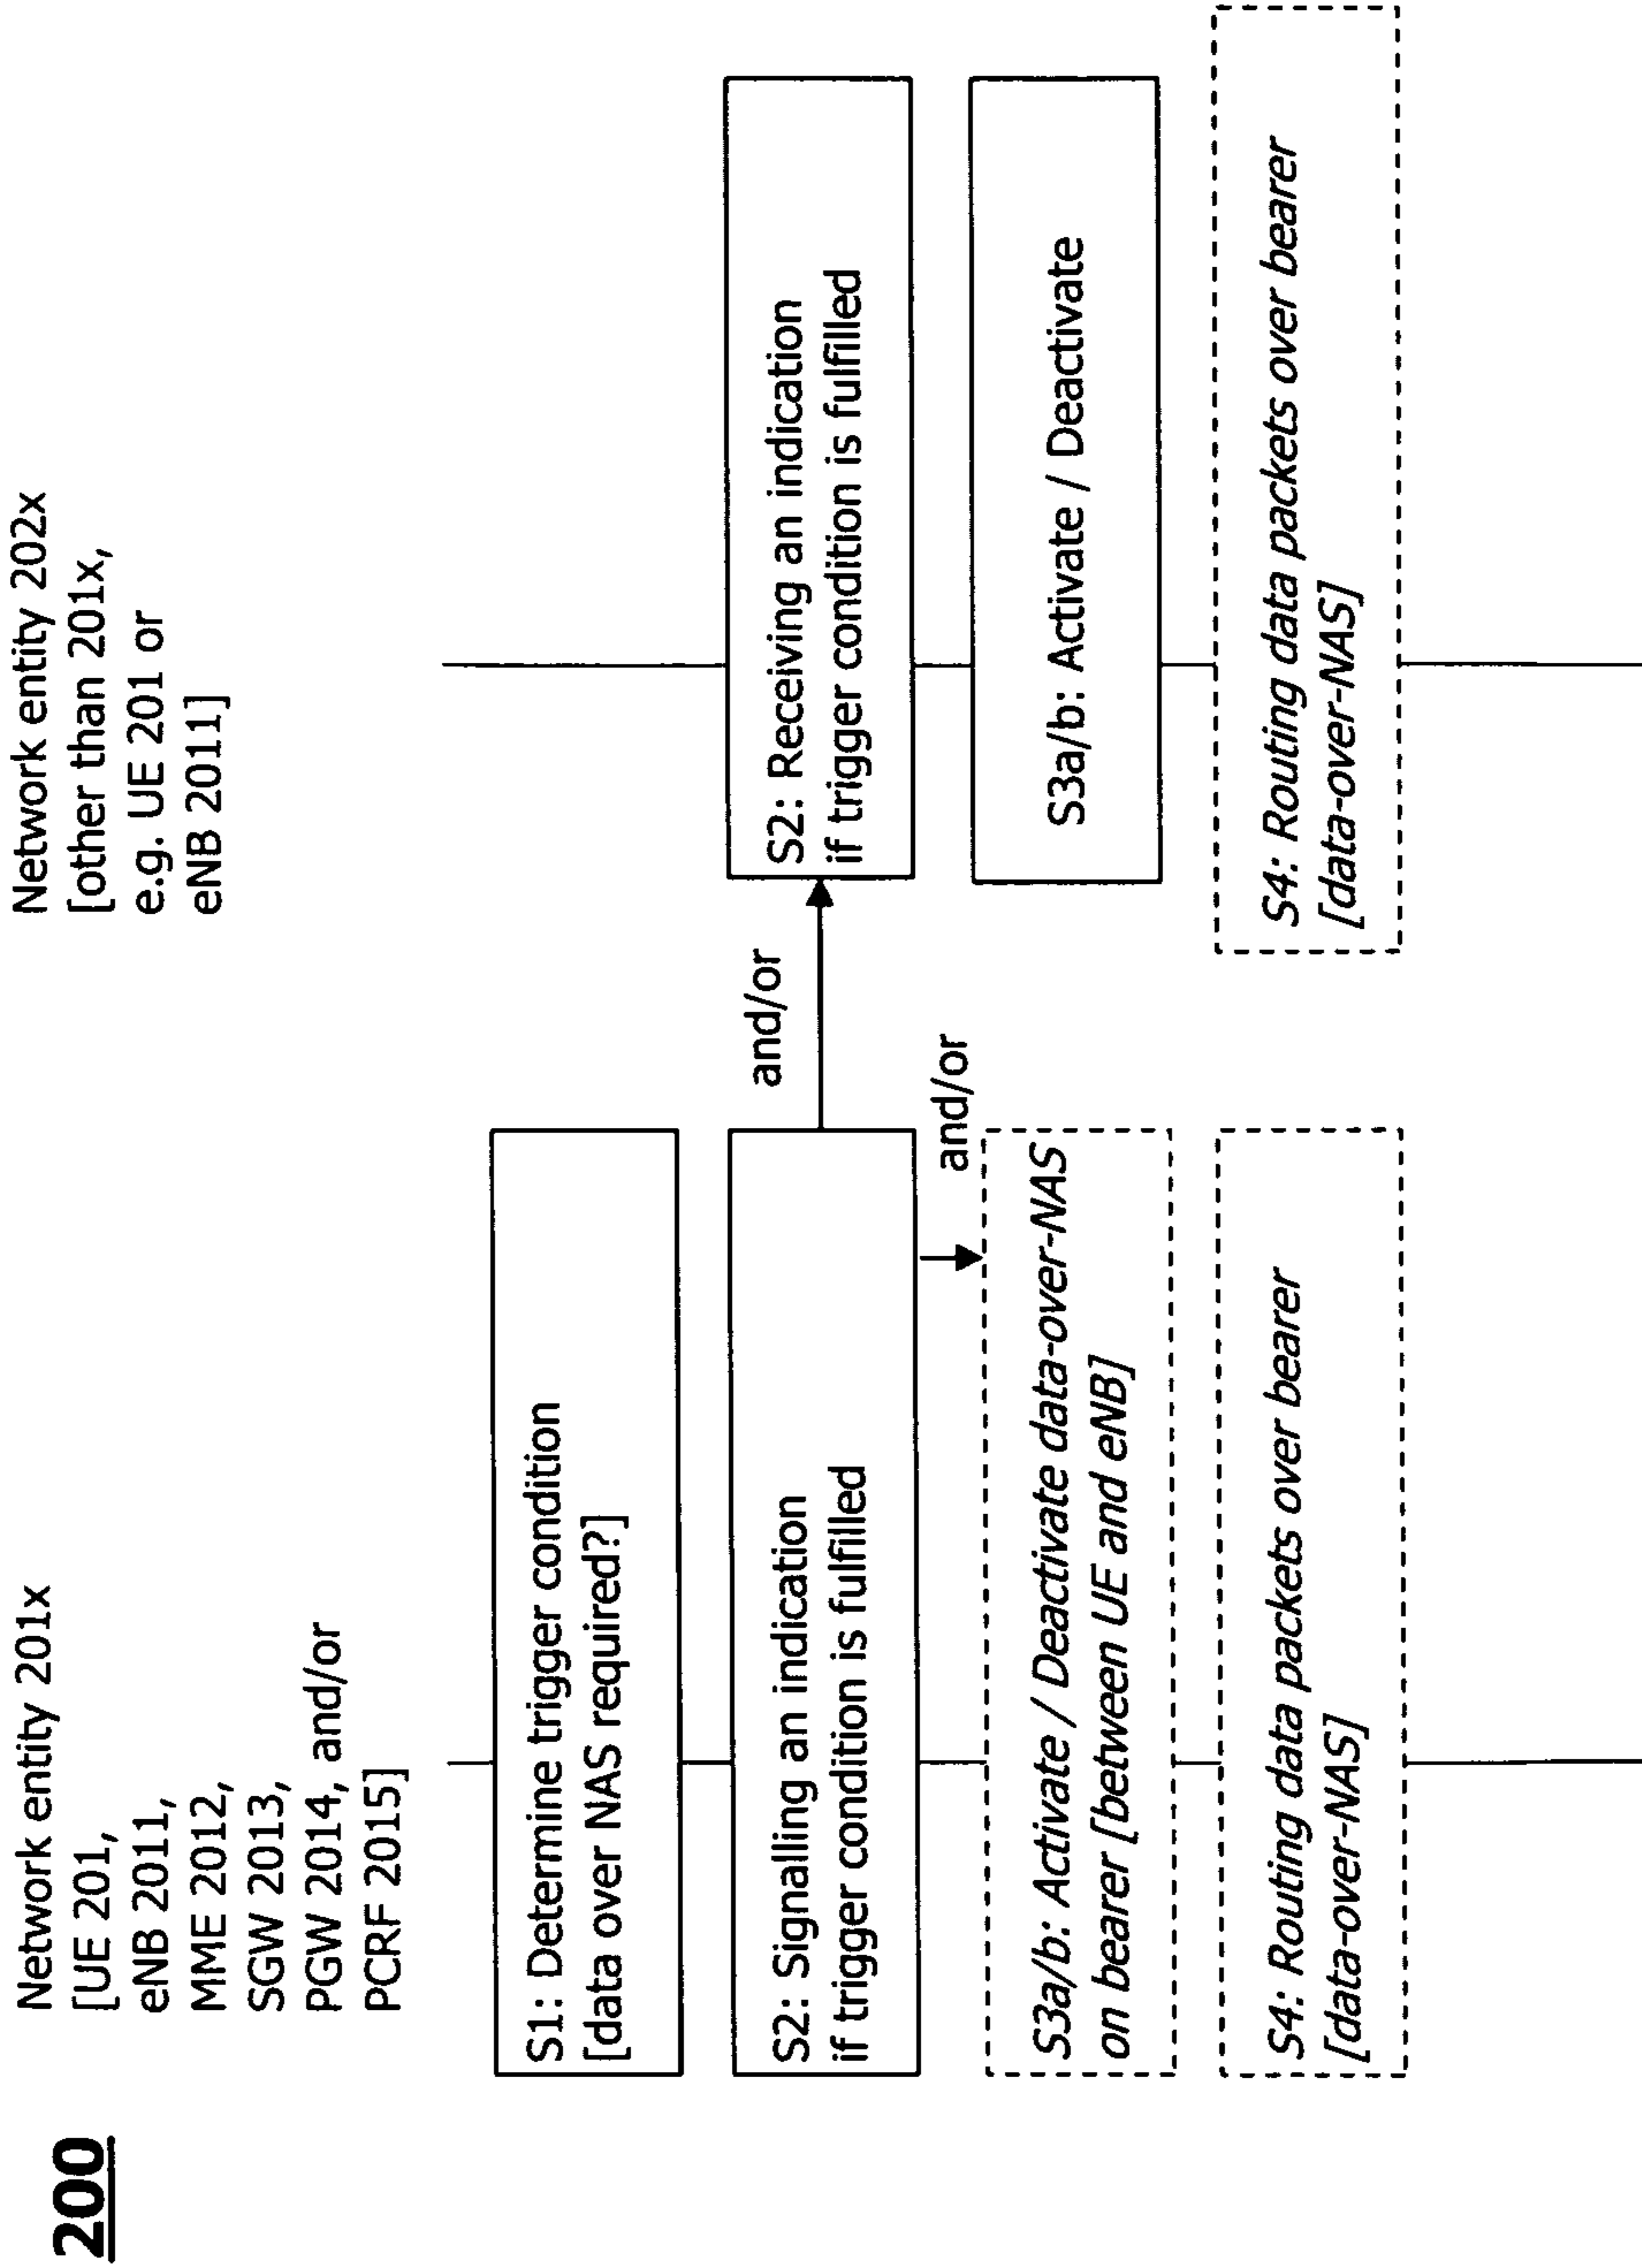 200
Network entity 201x
[UE 201,
eNB 2011,
MME 2012,
SGW 2013,
PGW 2014, and/or
PCRF 2015]
Network entity 202x
[other than 201x,
e.g. UE 201 or
eNB 2011]
S1: Determine trigger condition
[data over NAS required?]
S2: Signalling an indication
if trigger condition is fulfilled
and/or
S2: Receiving an indication
if trigger condition is fulfilled
and/or
S3a/b: Activate / Deactivate data-over-NAS
on bearer [between UE and eNB]
S3a/b: Activate / Deactivate
S4: Routing data packets over bearer
[data-over-NAS]
S4: Routing data packets over bearer
[data-over-NAS]